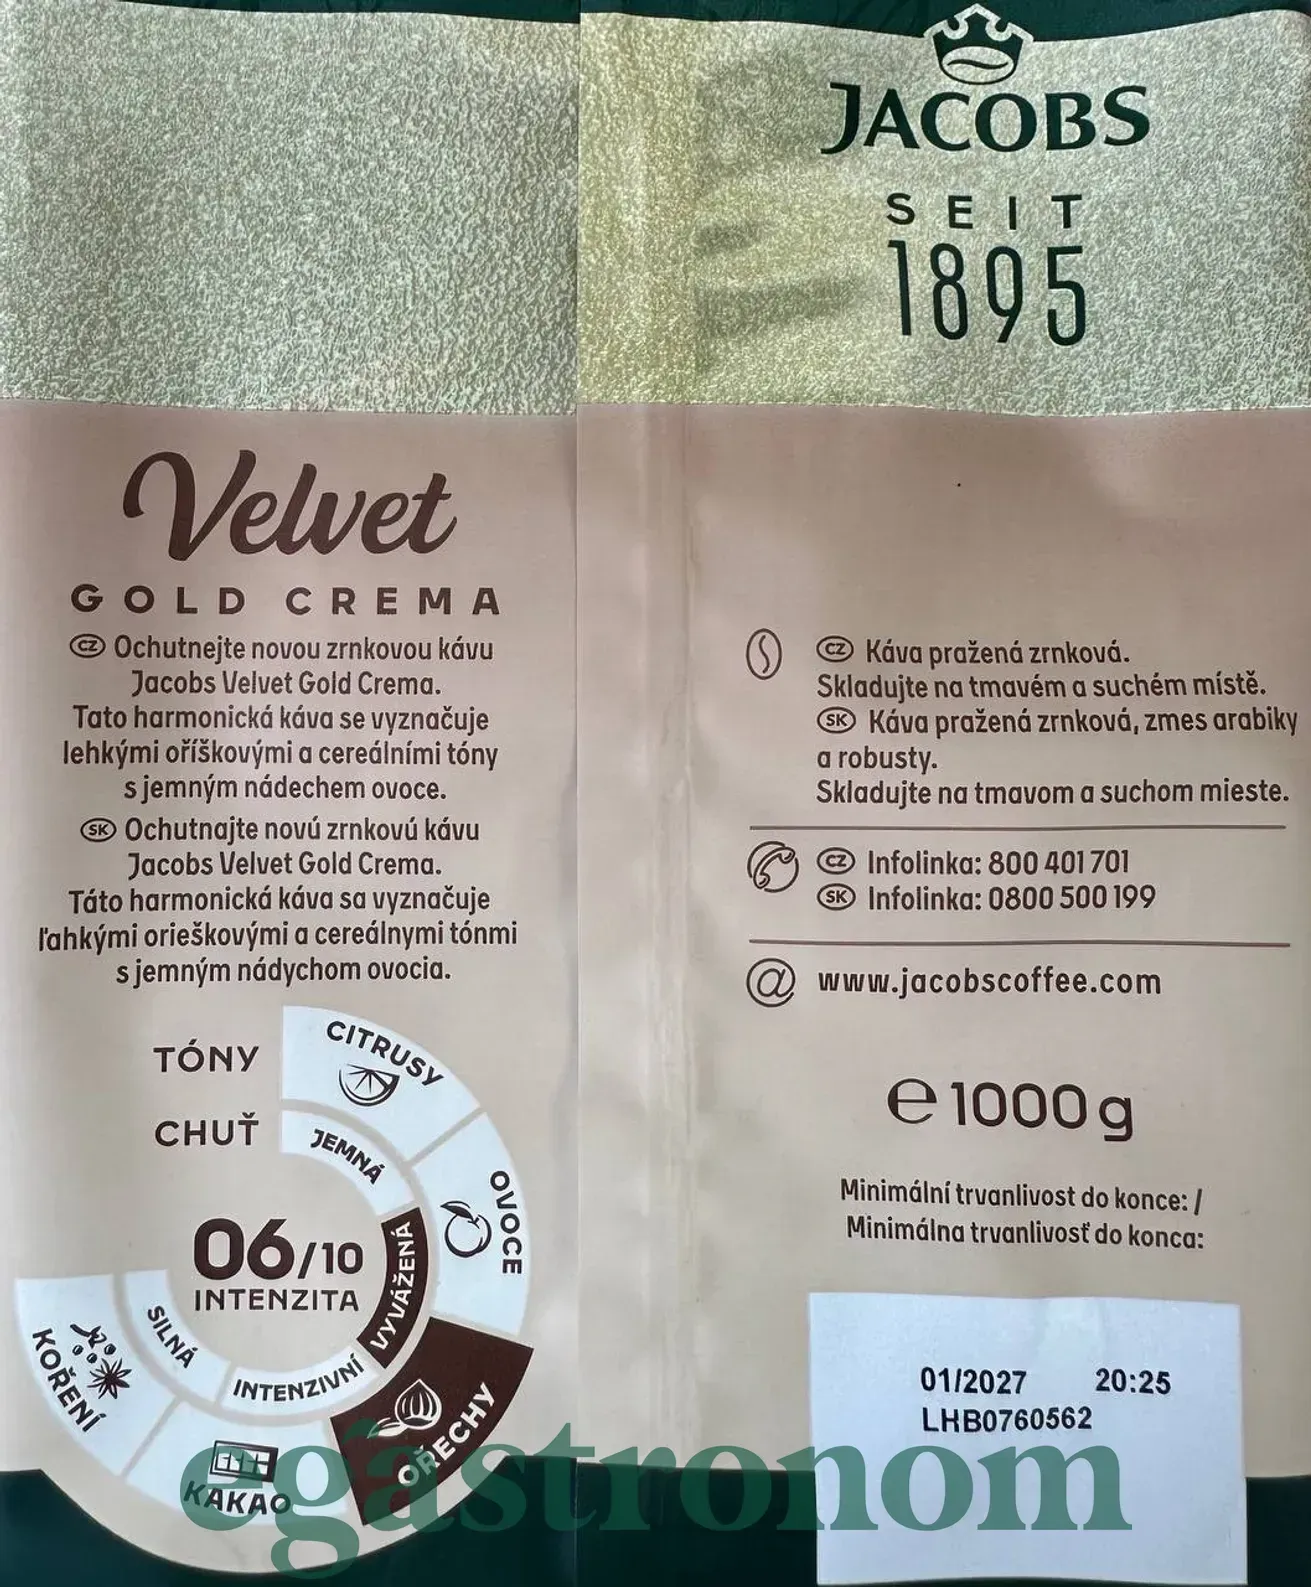 Velvet
GOLD CREMA
CZ Ochutnejte novou zrnkovou kávu
Jacobs Velvet Gold Crema.
Tato harmonická káva se vyznačuje
lehkými oříškovými a cereálními tóny
s jemným nádechem ovoce.
SK Ochutnajte novú zrnkovú kávu
Jacobs Velvet Gold Crema.
Táto harmonická káva sa vyznačuje
ľahkými orieškovými a cereálnymi tónmi
s jemným nádychom ovocia.
TÓNY
CITRUSY
OVOCE
OŘECHY
KAKAO
KOŘENÍ
CHUŤ
JEMNÁ
VYVÁŽENÁ
INTENZIVNÍ
SILNÁ
06/10
INTENZITA
JACOBS
SEIT
1895
CZ Káva pražená zrnková.
Skladujte na tmavém a suchém místě.
SK Káva pražená zrnková, zmes arabiky
a robusty.
Skladujte na tmavom a suchom mieste.
CZ Infolinka: 800 401 701
SK Infolinka: 0800 500 199
@ www.jacobscoffee.com
℮ 1000 g
Minimální trvanlivost do konce: /
Minimálna trvanlivosť do konca:
01/2027 20:25
LHB0760562
egastronom